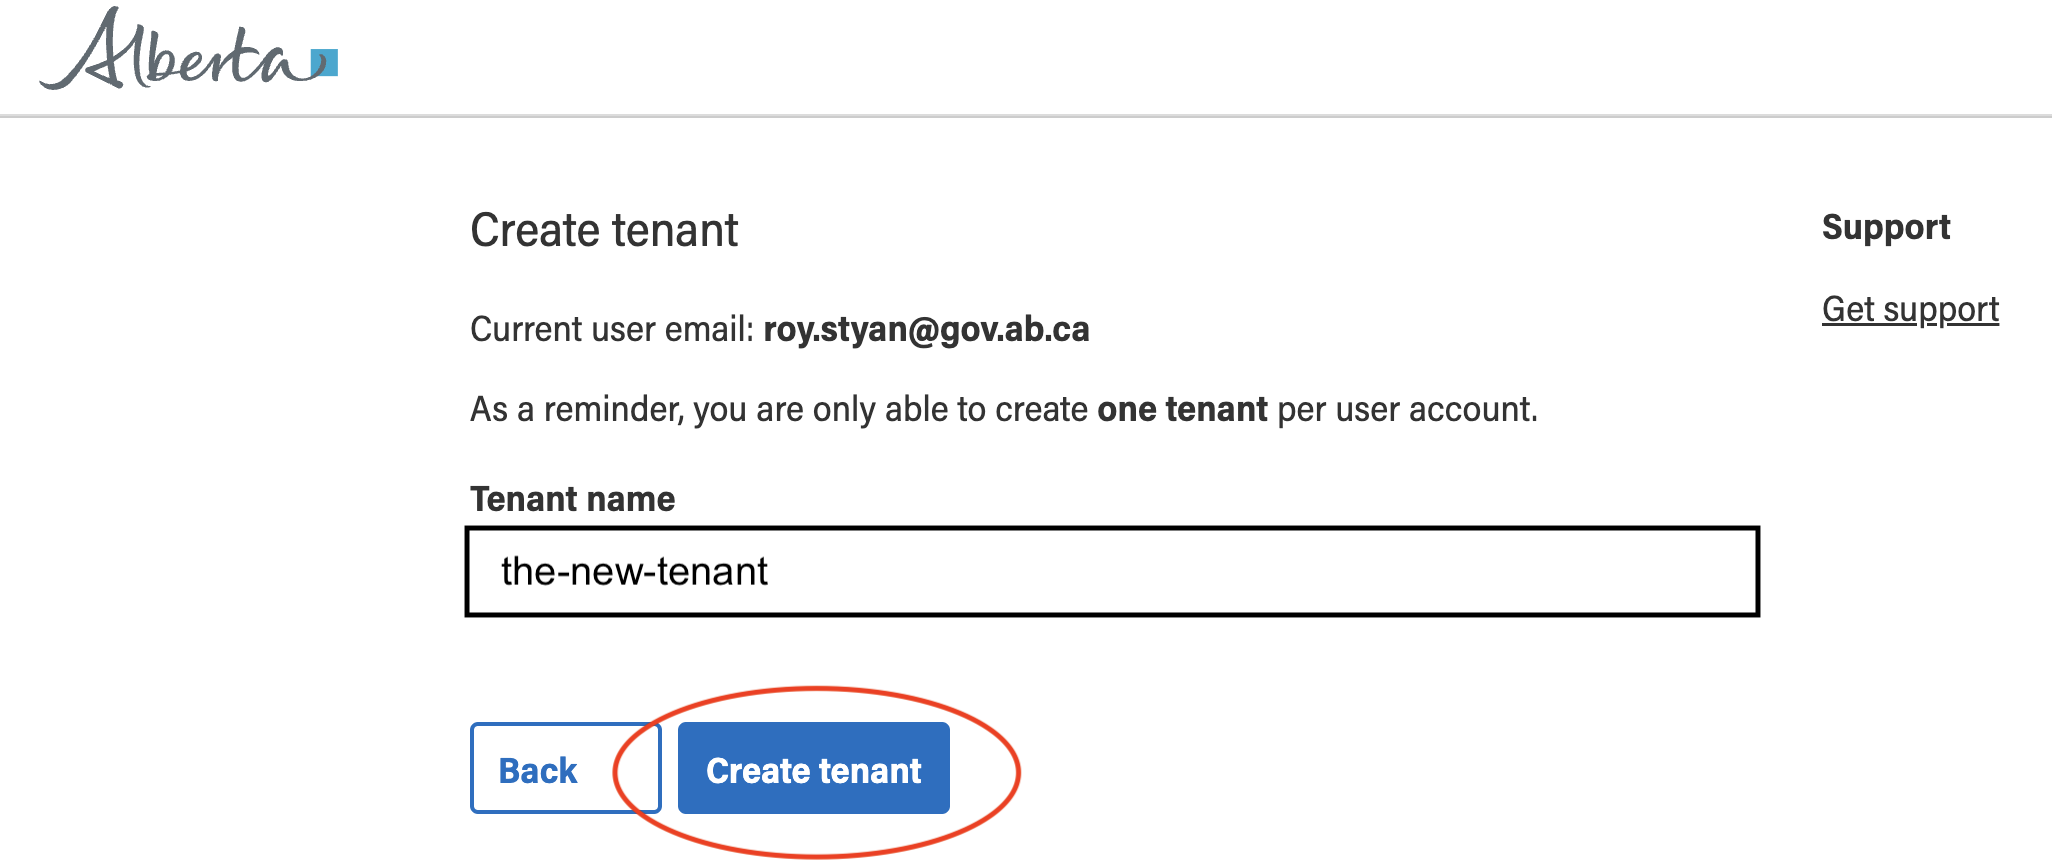 Alberta
Create tenant
Support
Current user email: roy.styan@gov.ab.ca
Get support
As a reminder, you are only able to create one tenant per user account.
Tenant name
the-new-tenant
Back
Create tenant